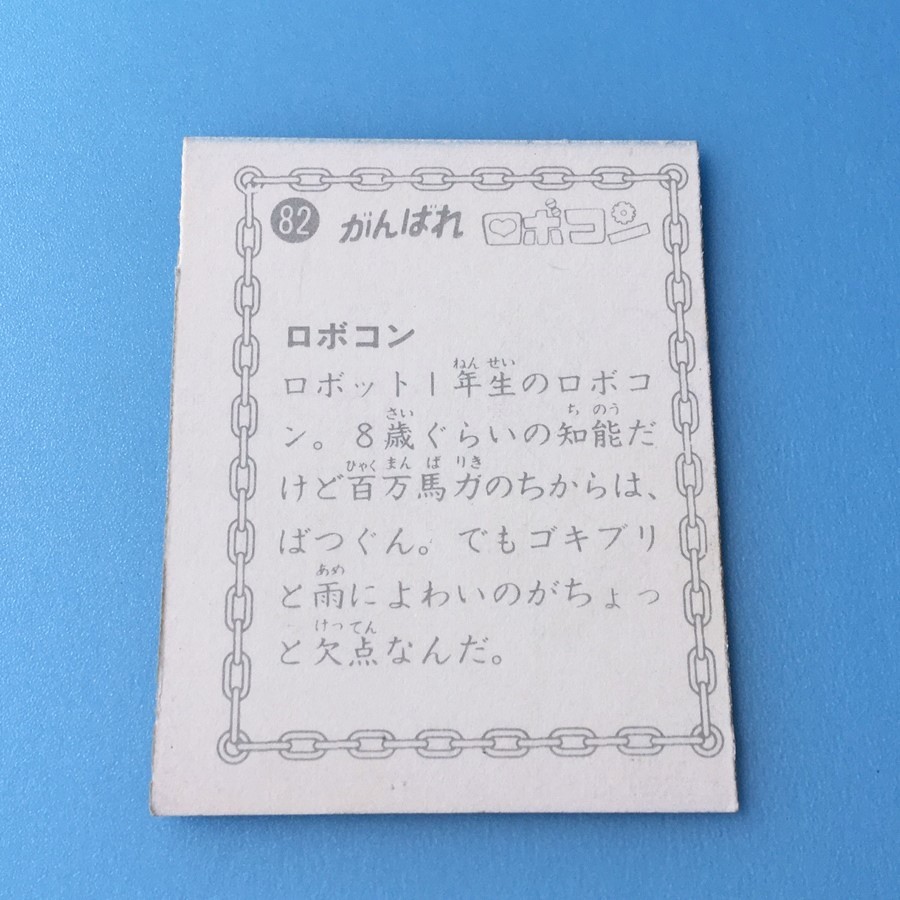 82 がんばれ ロボコン
ロボコン
ねん せい
ロボット1年生のロボコ
さい ち のう
ン。8歳ぐらいの知能だ
ひゃく まん ば りき
けど百万馬力のちからは、
ばつぐん。でもゴキブリ
あめ
と雨によわいのがちょっ
けってん
と欠点なんだ。